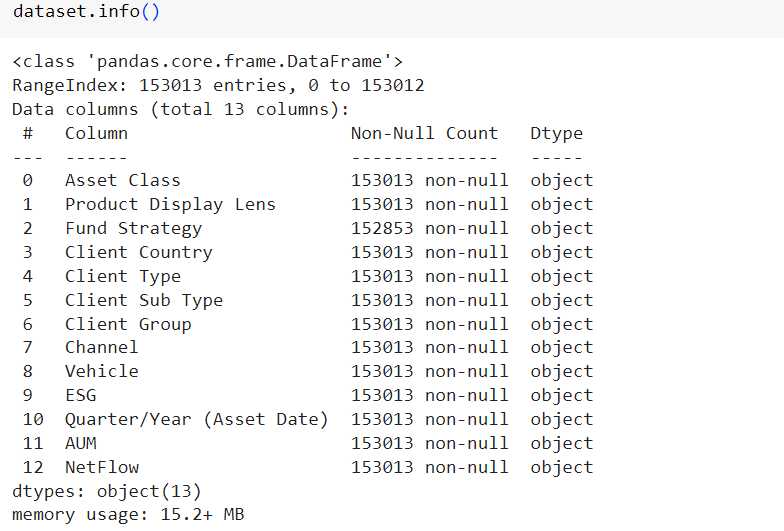 dataset.info()
<class 'pandas.core.frame.DataFrame'>
RangeIndex: 153013 entries, 0 to 153012
Data columns (total 13 columns):
 #   Column                       Non-Null Count   Dtype
---  ------                       --------------   -----
 0   Asset Class                  153013 non-null  object
 1   Product Display Lens         153013 non-null  object
 2   Fund Strategy                152853 non-null  object
 3   Client Country               153013 non-null  object
 4   Client Type                  153013 non-null  object
 5   Client Sub Type              153013 non-null  object
 6   Client Group                 153013 non-null  object
 7   Channel                      153013 non-null  object
 8   Vehicle                      153013 non-null  object
 9   ESG                          153013 non-null  object
 10  Quarter/Year (Asset Date)    153013 non-null  object
 11  AUM                          153013 non-null  object
 12  NetFlow                      153013 non-null  object
dtypes: object(13)
memory usage: 15.2+ MB